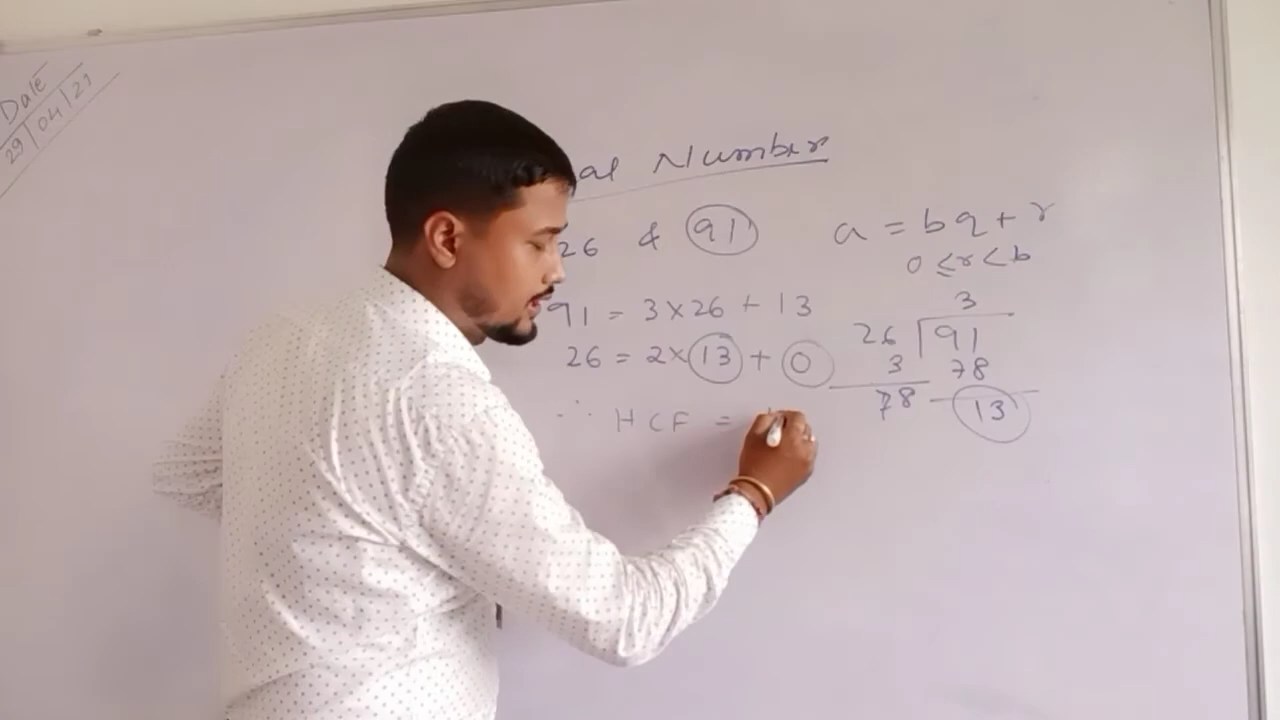 Date
29/04/21
al Number
26 & 91
a = bq + r
0 ≤ r < b
91 = 3 × 26 + 13
26 = 2 × 13 + 0
∴ HCF =
3
26 91
3 78
78 13